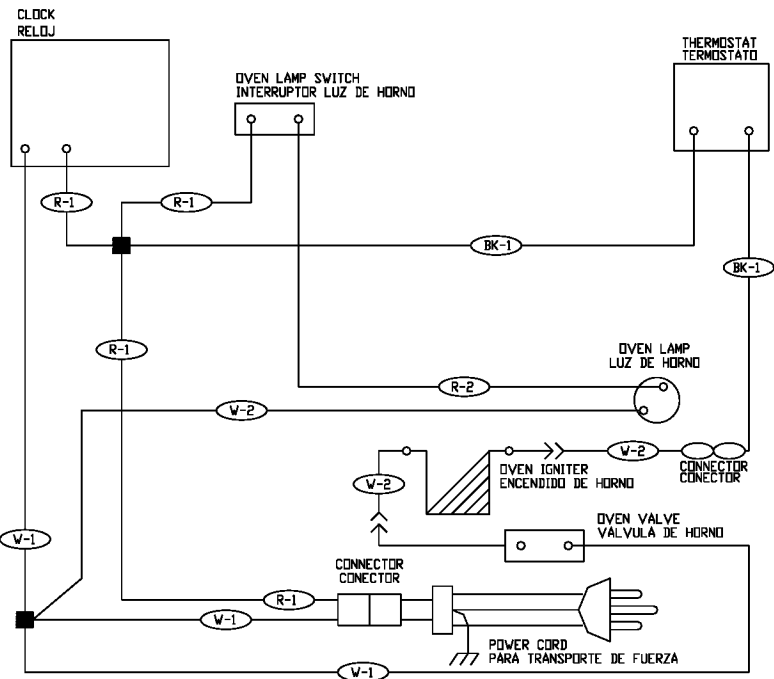 CLOCK
RELOJ
THERMOSTAT
TERMOSTATO
OVEN LAMP SWITCH
INTERRUPTOR LUZ DE HORNO
R-1
R-1
BK-1
BK-1
R-1
OVEN LAMP
LUZ DE HORNO
R-2
W-2
W-2
CONNECTOR
CONECTOR
OVEN IGNITER
ENCENDIDO DE HORNO
W-2
OVEN VALVE
VALVULA DE HORNO
W-1
CONNECTOR
CONECTOR
R-1
W-1
POWER CORD
PARA TRANSPORTE DE FUERZA
W-1